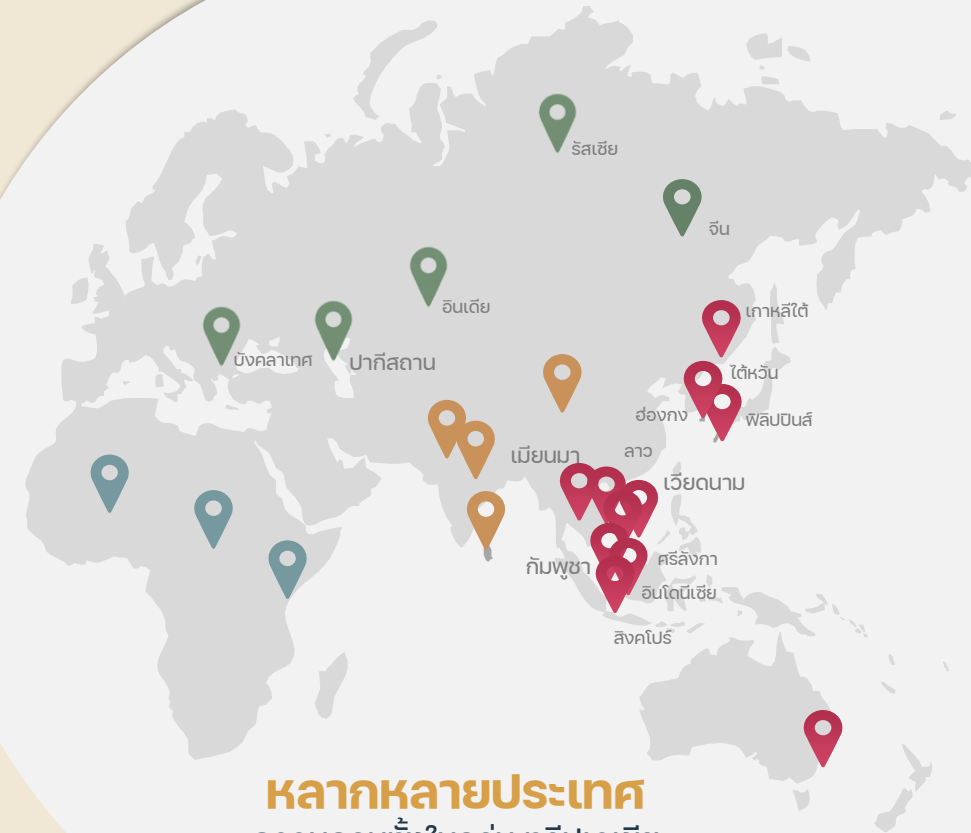 รัสเซีย
จีน
อินเดีย
เกาหลีใต้
บังคลาเทศ
ปากีสถาน
ไต้หวัน
ฮ่องกง
ฟิลิปปินส์
ลาว
เมียนมา
เวียดนาม
กัมพูชา
ศรีลังกา
อินโดนีเซีย
สิงคโปร์
หลากหลายประเทศ